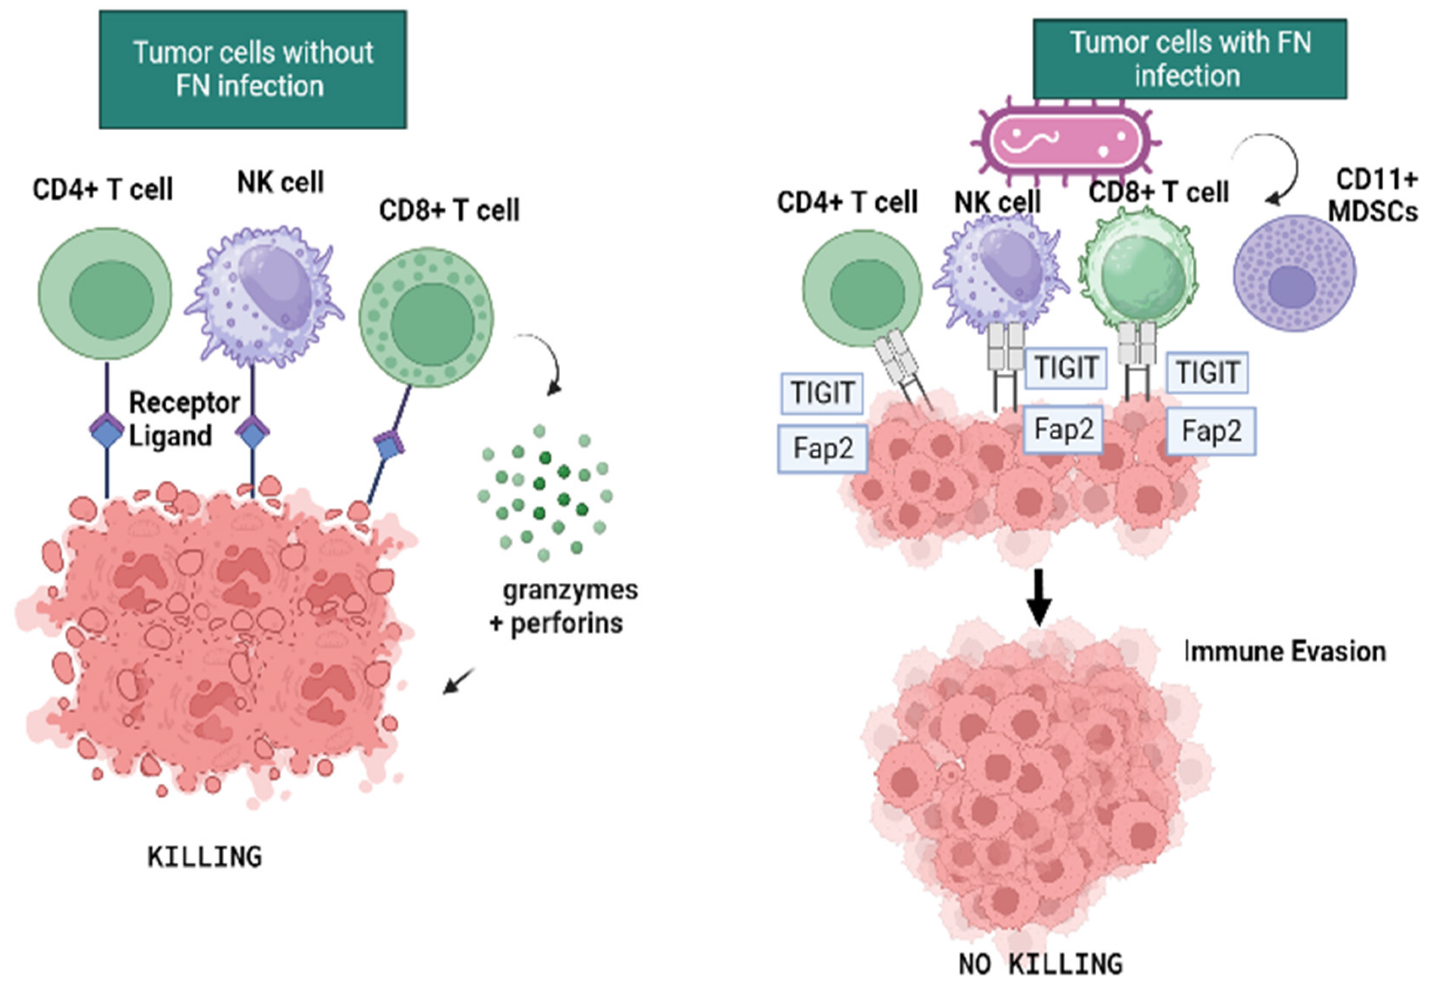 Tumor cells without
FN infection
CD4+ T cell
NK cell
CD8+ T cell
Receptor
Ligand
granzymes
+ perforins
KILLING
Tumor cells with FN
infection
CD4+ T cell
NK cell
CD8+ T cell
CD11+
MDSCs
TIGIT
Fap2
TIGIT
Fap2
TIGIT
Fap2
Immune Evasion
NO KILLING